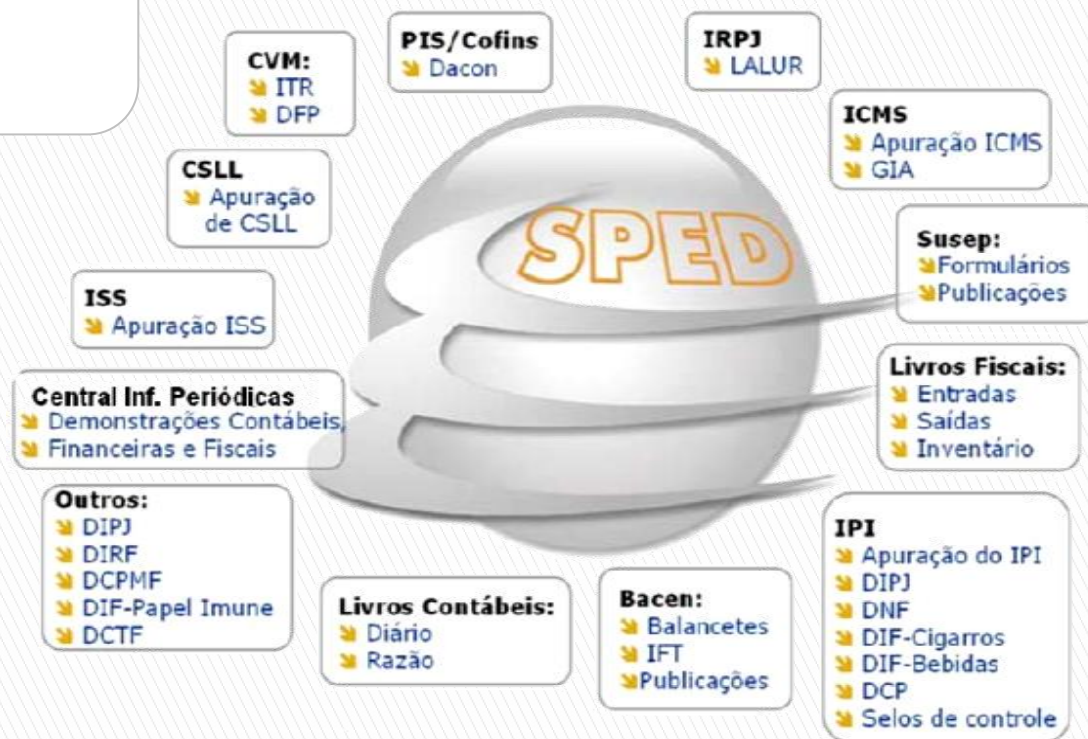 PIS/Cofins
Dacon
IRPJ
LALUR
CVM:
ITR
DFP
ICMS
Apuração ICMS
GIA
CSLL
Apuração
de CSLL
SPED
Susep:
Formulários
Publicações
ISS
Apuração ISS
Livros Fiscais:
Entradas
Saídas
Inventário
Central Inf. Periódicas
Demonstrações Contábeis,
Financeiras e Fiscais
Outros:
DIPJ
DIRF
DCPMF
DIF-Papel Imune
DCTF
Livros Contábeis:
Diário
Razão
Bacen:
Balancetes
IFT
Publicações
IPI
Apuração do IPI
DIPJ
DNF
DIF-Cigarros
DIF-Bebidas
DCP
Selos de controle